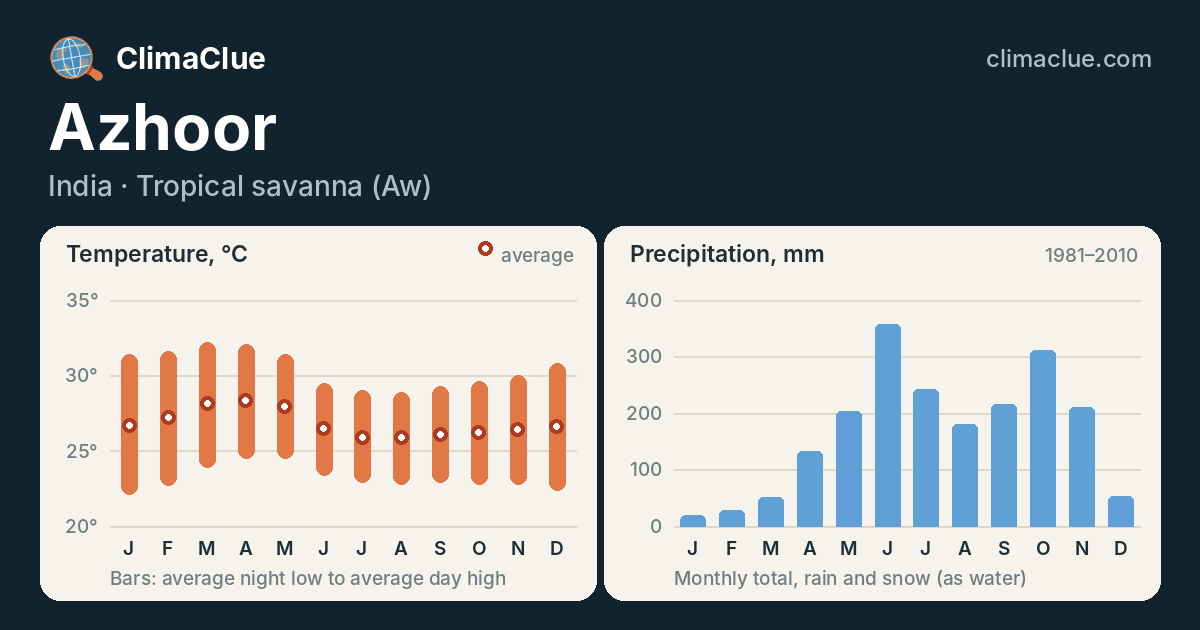 ClimaClue
climaclue.com
Azhoor
India · Tropical savanna (Aw)
Temperature, °C
average
35°
30°
25°
20°
J F M A M J J A S O N D
Bars: average night low to average day high
Precipitation, mm
1981–2010
400
300
200
100
0
J F M A M J J A S O N D
Monthly total, rain and snow (as water)